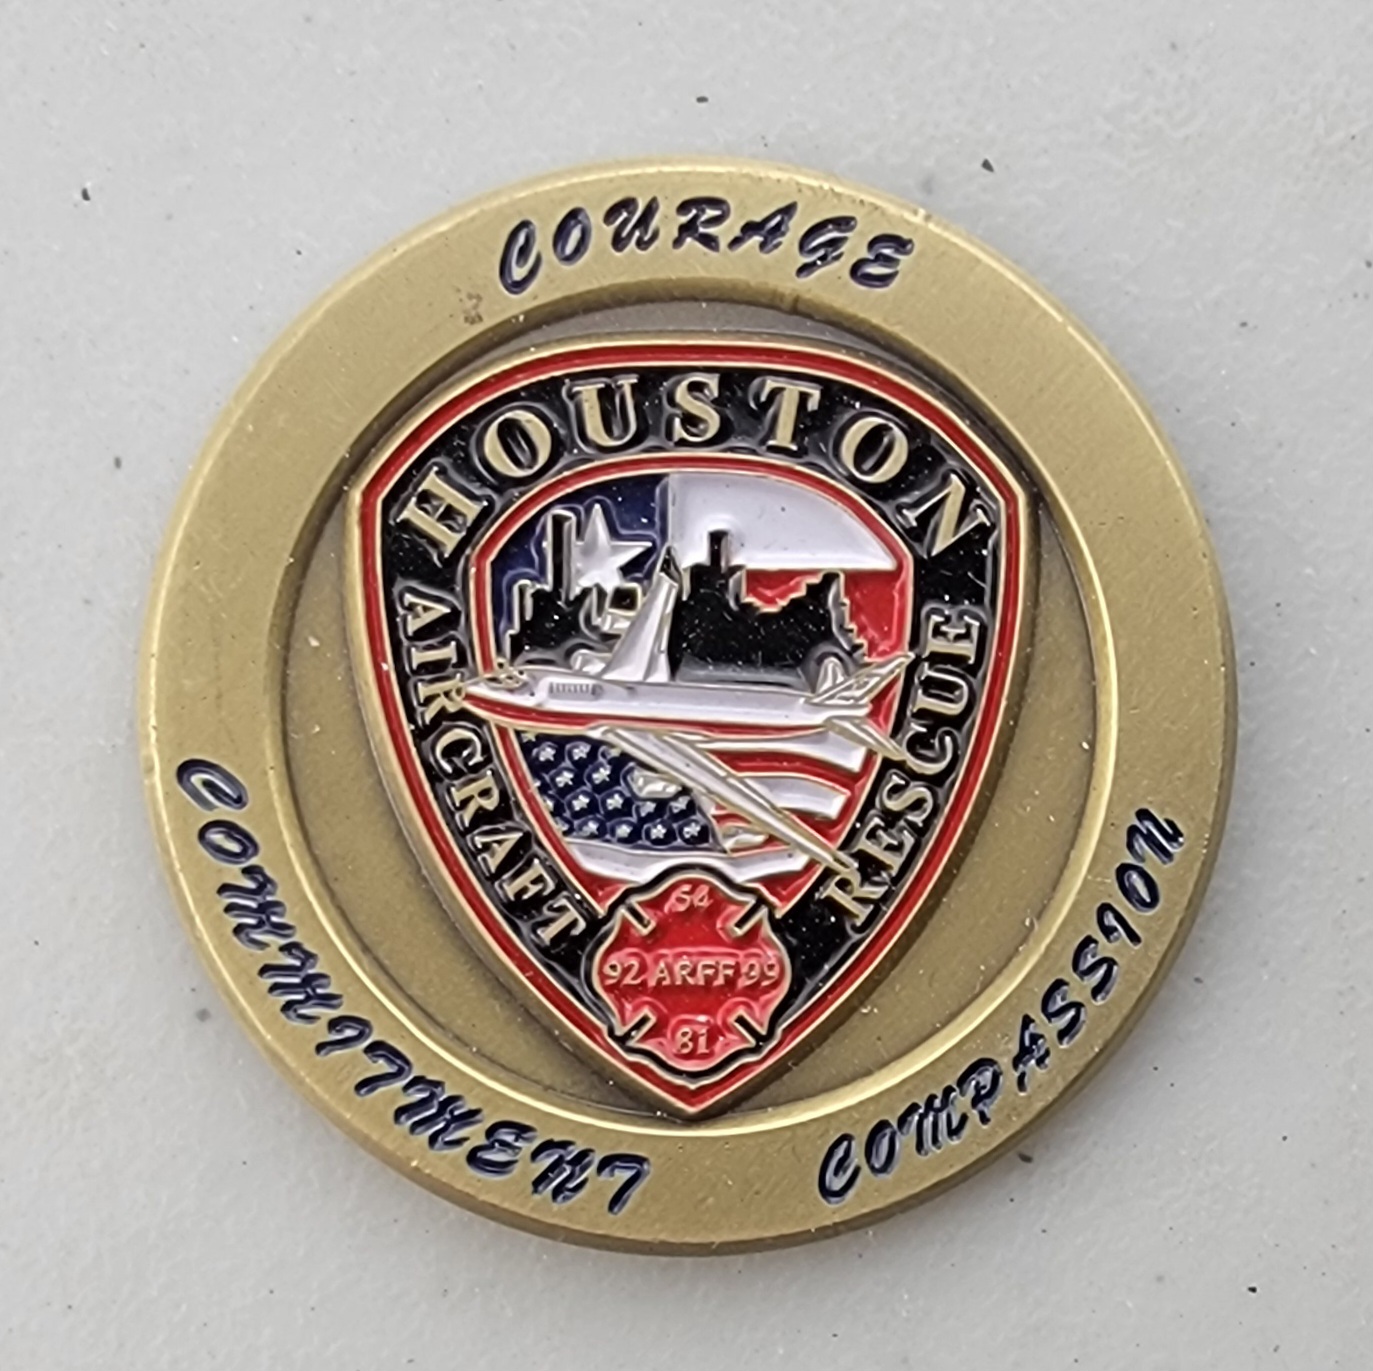 COURAGE
HOUSTON
AIRCRAFT
RESCUE
54
92 ARFF 99
81
COMMITMENT
COMPASSION